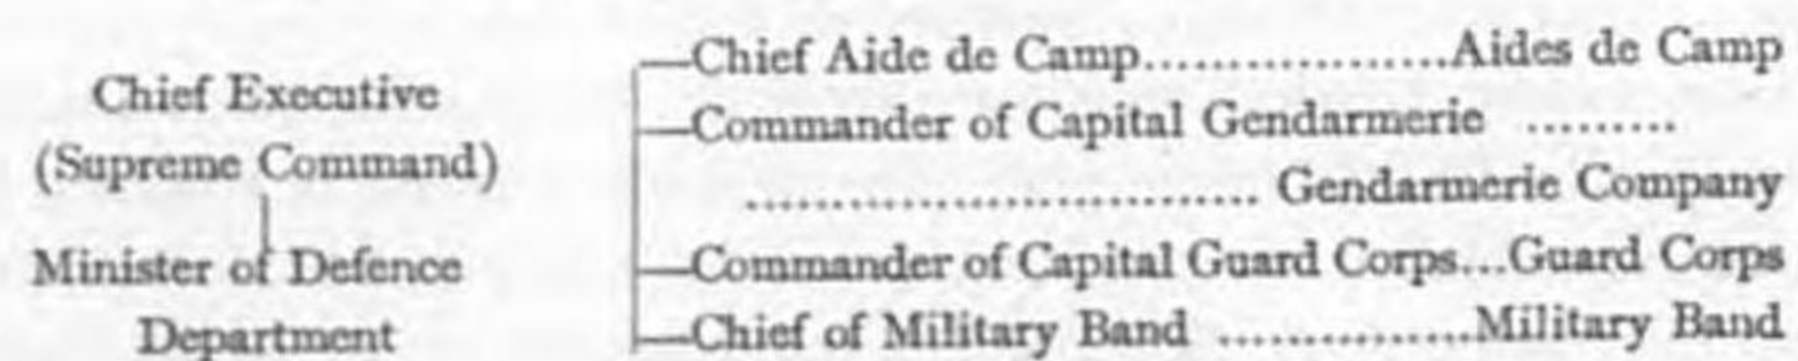 Chief Executive
(Supreme Command)
Minister of Defence
Department
Chief Aide de Camp..................Aides de Camp
Commander of Capital Gendarmerie .........
.............................. Gendarmerie Company
Commander of Capital Guard Corps...Guard Corps
Chief of Military Band ...............Military Band